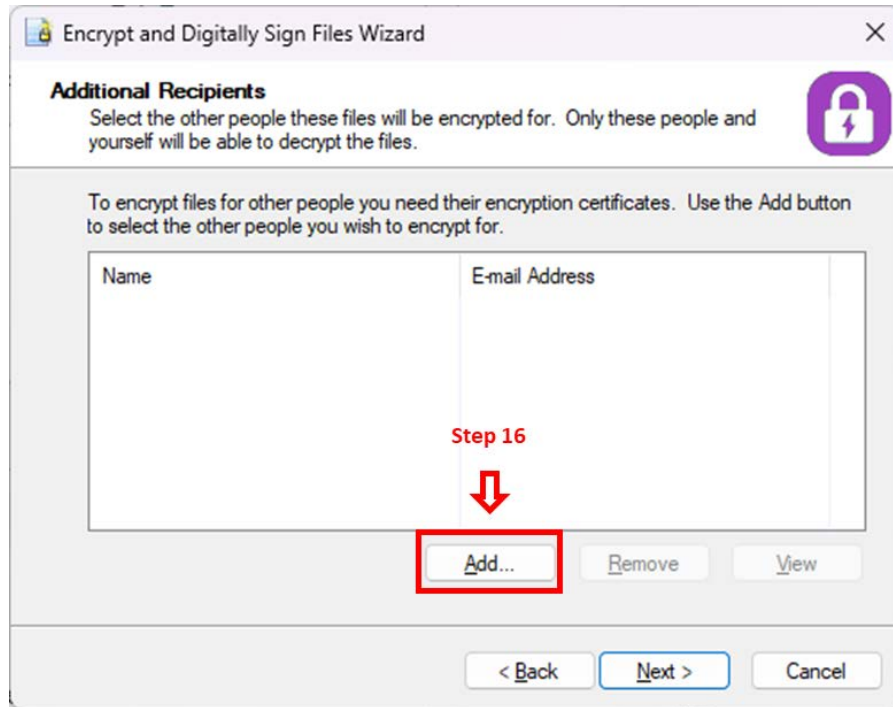 Encrypt and Digitally Sign Files Wizard
Additional Recipients
Select the other people these files will be encrypted for. Only these people and
yourself will be able to decrypt the files.
To encrypt files for other people you need their encryption certificates. Use the Add button
to select the other people you wish to encrypt for.
Name E-mail Address
Step 16
Add... Remove View
< Back Next > Cancel